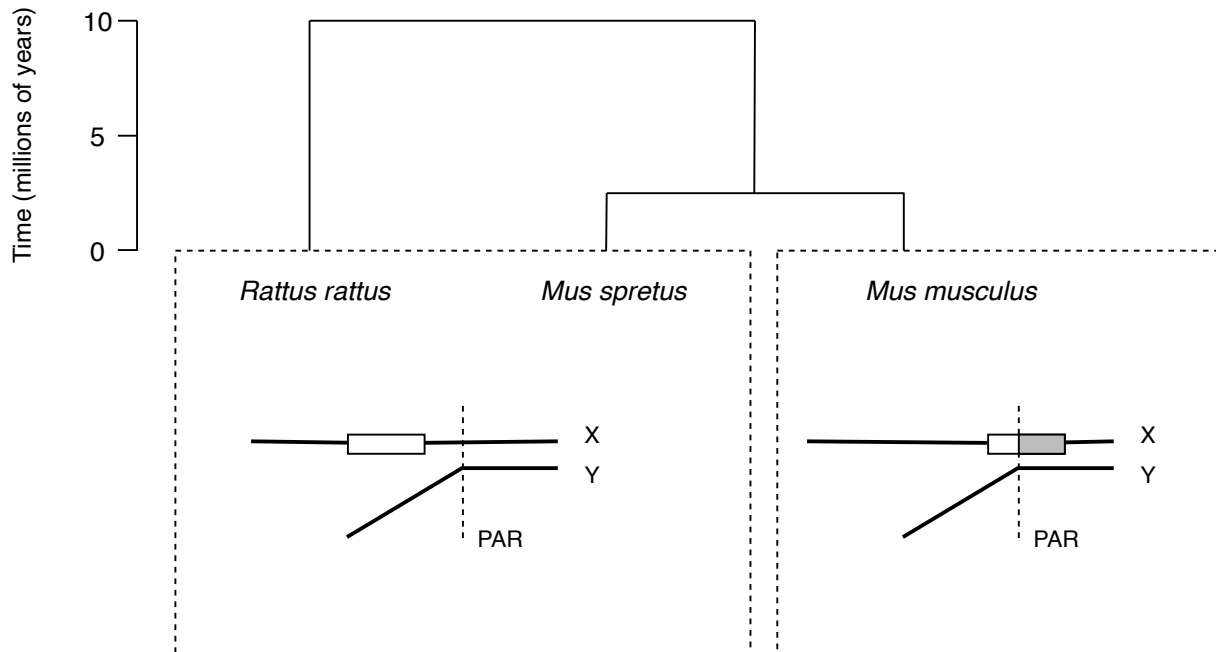 Time (millions of years)
10
5
0
Rattus rattus
Mus spretus
Mus musculus
X
Y
PAR
X
Y
PAR